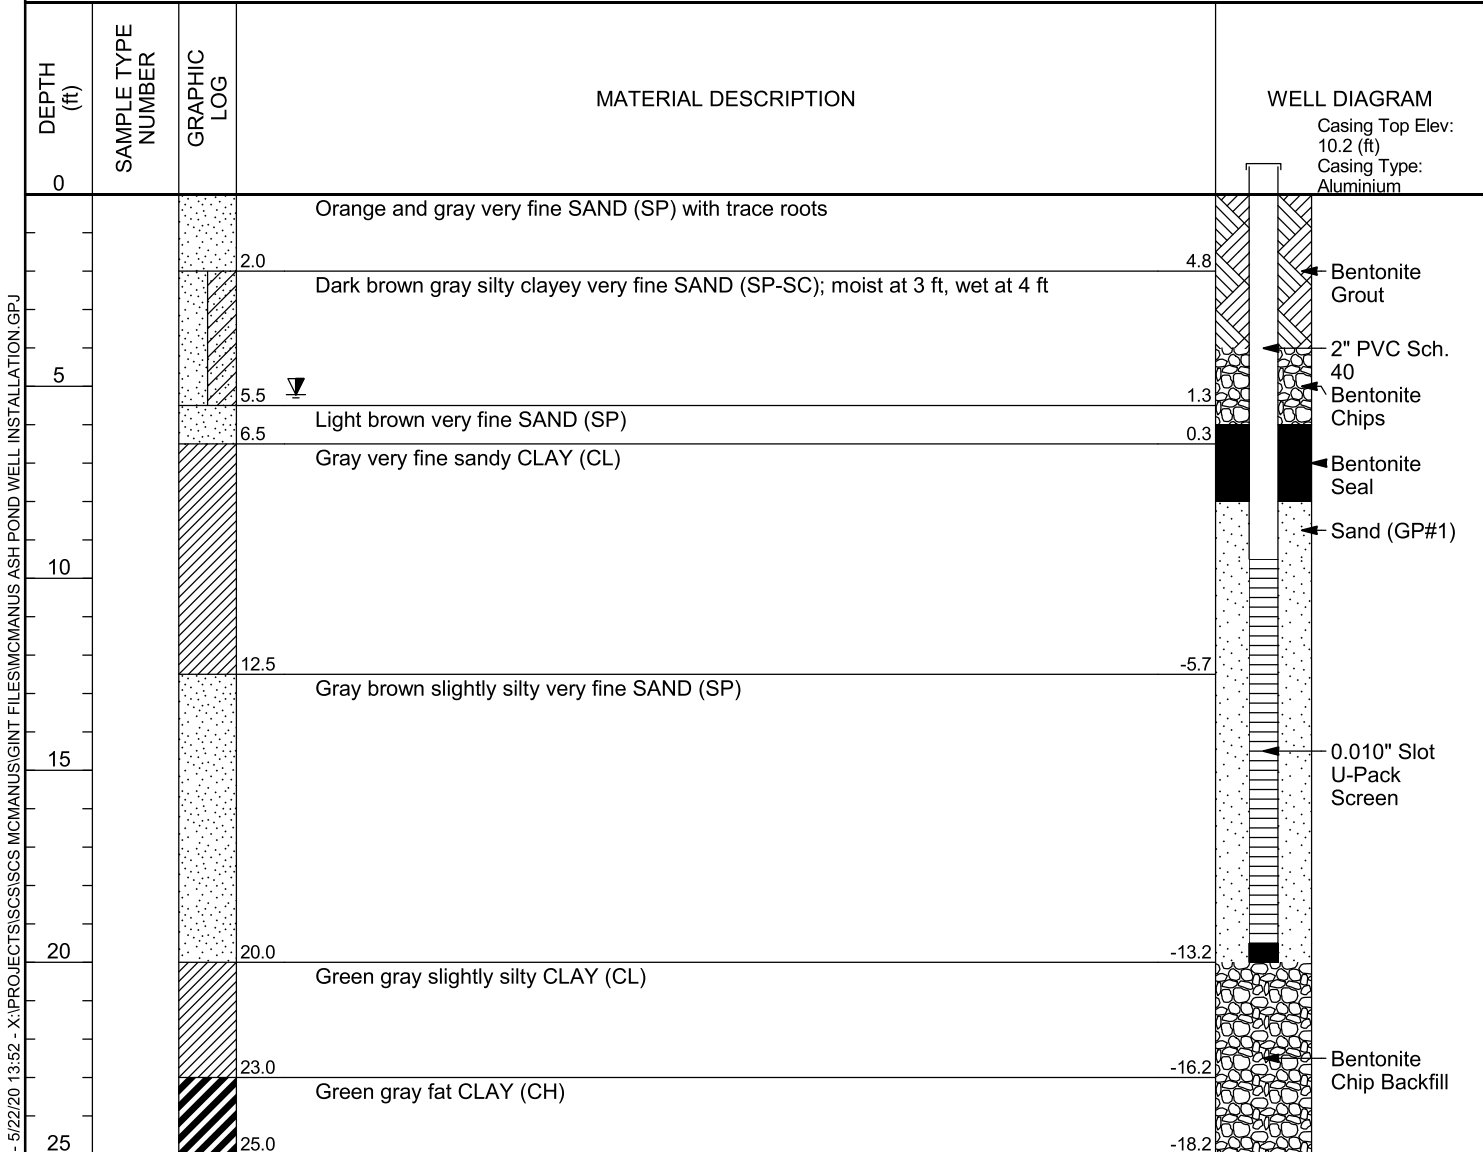 DEPTH
(ft)
SAMPLE TYPE
NUMBER
GRAPHIC
LOG
MATERIAL DESCRIPTION
WELL DIAGRAM
Casing Top Elev:
10.2 (ft)
Casing Type:
Aluminium
0
Orange and gray very fine SAND (SP) with trace roots
2.0 4.8
Bentonite
Grout
Dark brown gray silty clayey very fine SAND (SP-SC); moist at 3 ft, wet at 4 ft
2" PVC Sch.
40
5
5.5 1.3
Bentonite
Chips
Light brown very fine SAND (SP)
6.5 0.3
Gray very fine sandy CLAY (CL)
Bentonite
Seal
Sand (GP#1)
10
12.5 -5.7
Gray brown slightly silty very fine SAND (SP)
15
0.010" Slot
U-Pack
Screen
20
20.0 -13.2
Green gray slightly silty CLAY (CL)
23.0 -16.2
Bentonite
Chip Backfill
Green gray fat CLAY (CH)
25
25.0 -18.2
- 5/22/20 13:52 - X:\PROJECTS\SCS\SCS MCMANUS\GINT FILES\MCMANUS ASH POND WELL INSTALLATION.GPJ